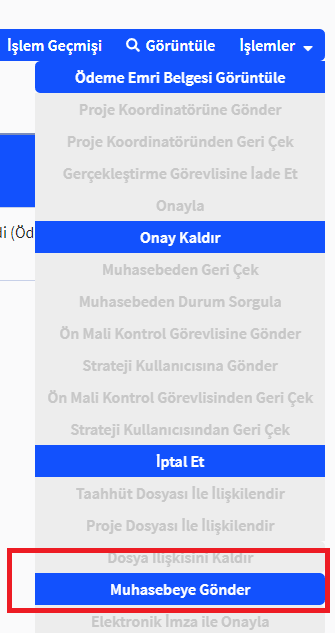 İşlem Geçmişi Görüntüle İşlemler
Ödeme Emri Belgesi Görüntüle
Proje Koordinatörüne Gönder
Proje Koordinatöründen Geri Çek
Gerçekleştirme Görevlisine İade Et
Onayla
di (Öd
Onay Kaldır
Muhasebeden Geri Çek
Muhasebeden Durum Sorgula
Ön Mali Kontrol Görevlisine Gönder
Strateji Kullanıcısına Gönder
Ön Mali Kontrol Görevlisinden Geri Çek
Strateji Kullanıcısından Geri Çek
İptal Et
Taahhüt Dosyası İle İlişkilendir
Proje Dosyası İle İlişkilendir
Dosya İlişkisini Kaldır
Muhasebeye Gönder
Elektronik İmza ile Onayla